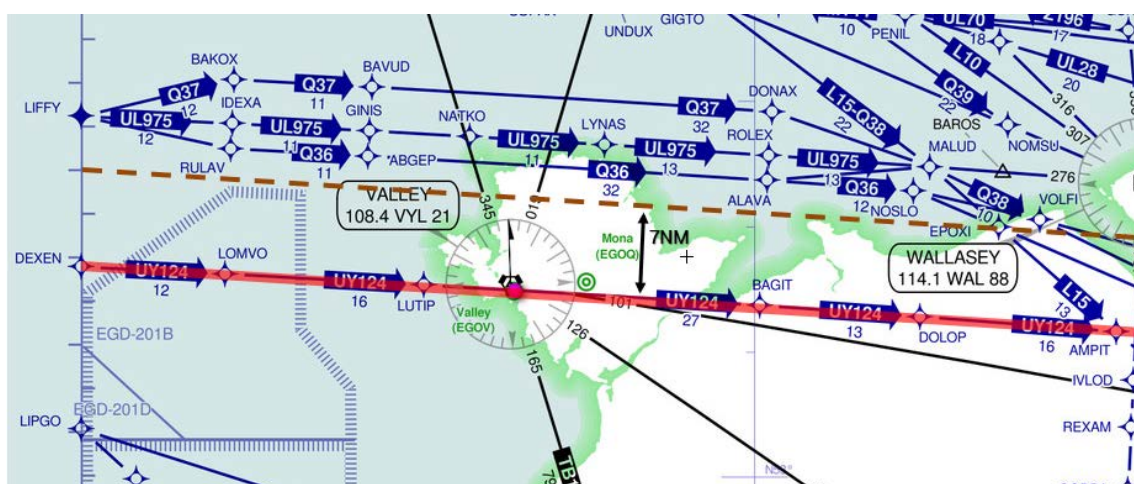 GIGTO
UNDUX
10
PENIL
UL70
18
Z196
17
L10
UL28
20
BAKOX
BAVUD
Q37
12
IDEXA
Q37
11
GINIS
LIFFY
UL975
12
UL975
11
NATKO
LYNAS
Q37
32
DONAX
ROLEX
L15-Q38
22
Q39
22
316
307
BAROS
NOMSU
MALUD
RULAV
Q36
11
ABGEP
UL975
11
Q36
32
UL975
13
UL975
13
276
ALAVA
Q36
12
NOSLO
Q38
10
VOLFI
EPOXI
VALLEY
108.4 VYL 21
345
019
Mona
(EGOQ)
7NM
WALLASEY
114.1 WAL 88
DEXEN
LOMVO
UY124
12
UY124
16
LUTIP
101
UY124
27
BAGIT
UY124
13
DOLOP
UY124
16
L15
13
AMPIT
Valley
(EGOV)
126
165
EGD-201B
IVLOD
EGD-201D
LIPGO
REXAM
N52°